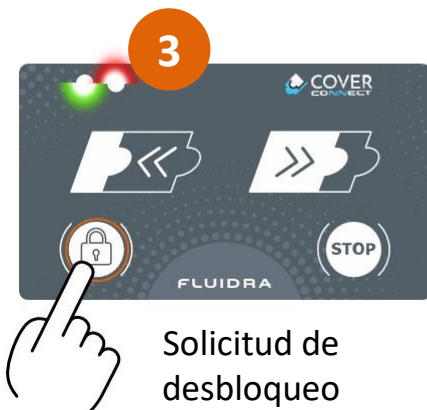 3
COVER
CONNECT
STOP
FLUIDRA
Solicitud de
desbloqueo